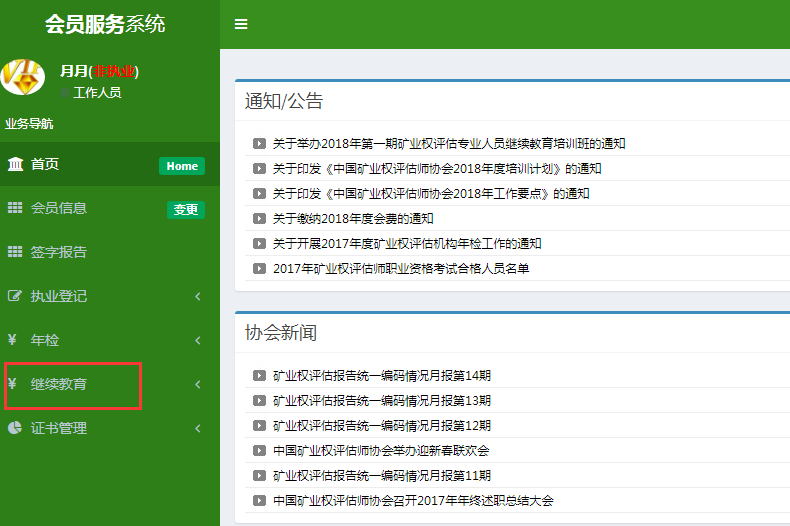 会员服务系统
月月(非执业)
工作人员
业务导航
首页 Home
会员信息 变更
签字报告
执业登记
¥ 年检
¥ 继续教育
证书管理
通知/公告
关于举办2018年第一期矿业权评估专业人员继续教育培训班的通知
关于印发《中国矿业权评估师协会2018年度培训计划》的通知
关于印发《中国矿业权评估师协会2018年工作要点》的通知
关于缴纳2018年度会费的通知
关于开展2017年度矿业权评估机构年检工作的通知
2017年矿业权评估师职业资格考试合格人员名单
协会新闻
矿业权评估报告统一编码情况月报第14期
矿业权评估报告统一编码情况月报第13期
矿业权评估报告统一编码情况月报第12期
中国矿业权评估师协会举办迎新春联欢会
矿业权评估报告统一编码情况月报第11期
中国矿业权评估师协会召开2017年年终述职总结大会